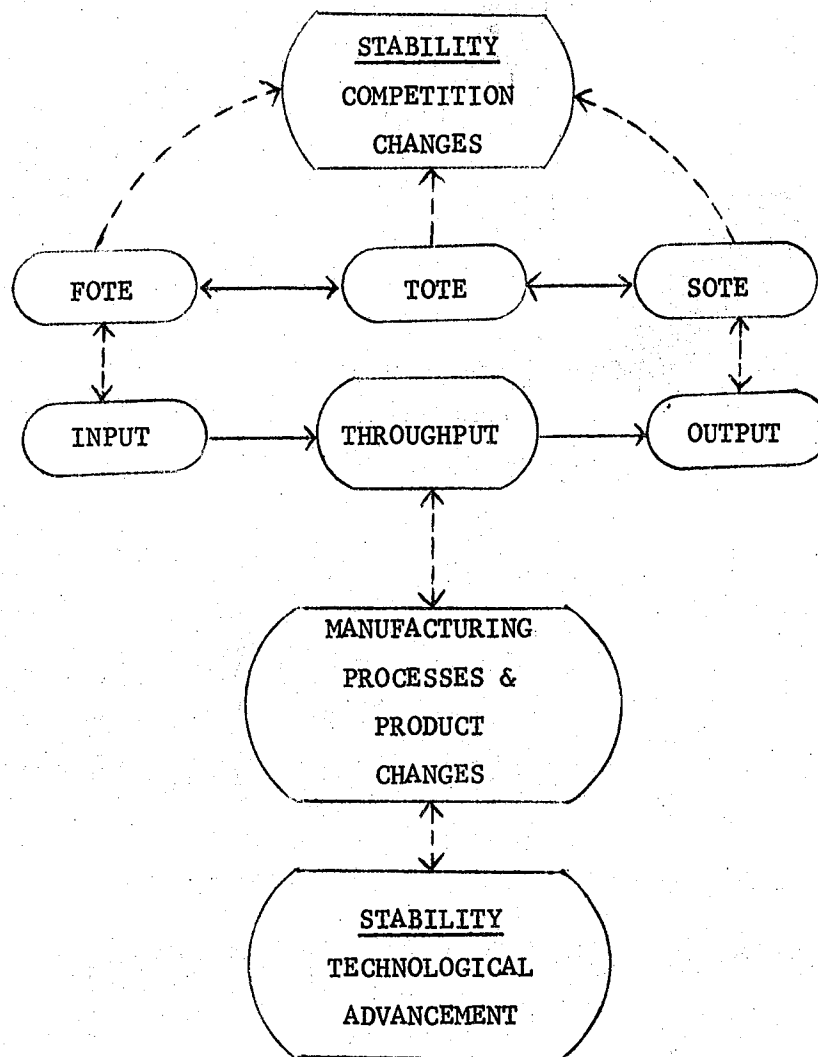 STABILITY
COMPETITION
CHANGES
FOTE
TOTE
SOTE
INPUT
THROUGHPUT
OUTPUT
MANUFACTURING
PROCESSES &
PRODUCT
CHANGES
STABILITY
TECHNOLOGICAL
ADVANCEMENT